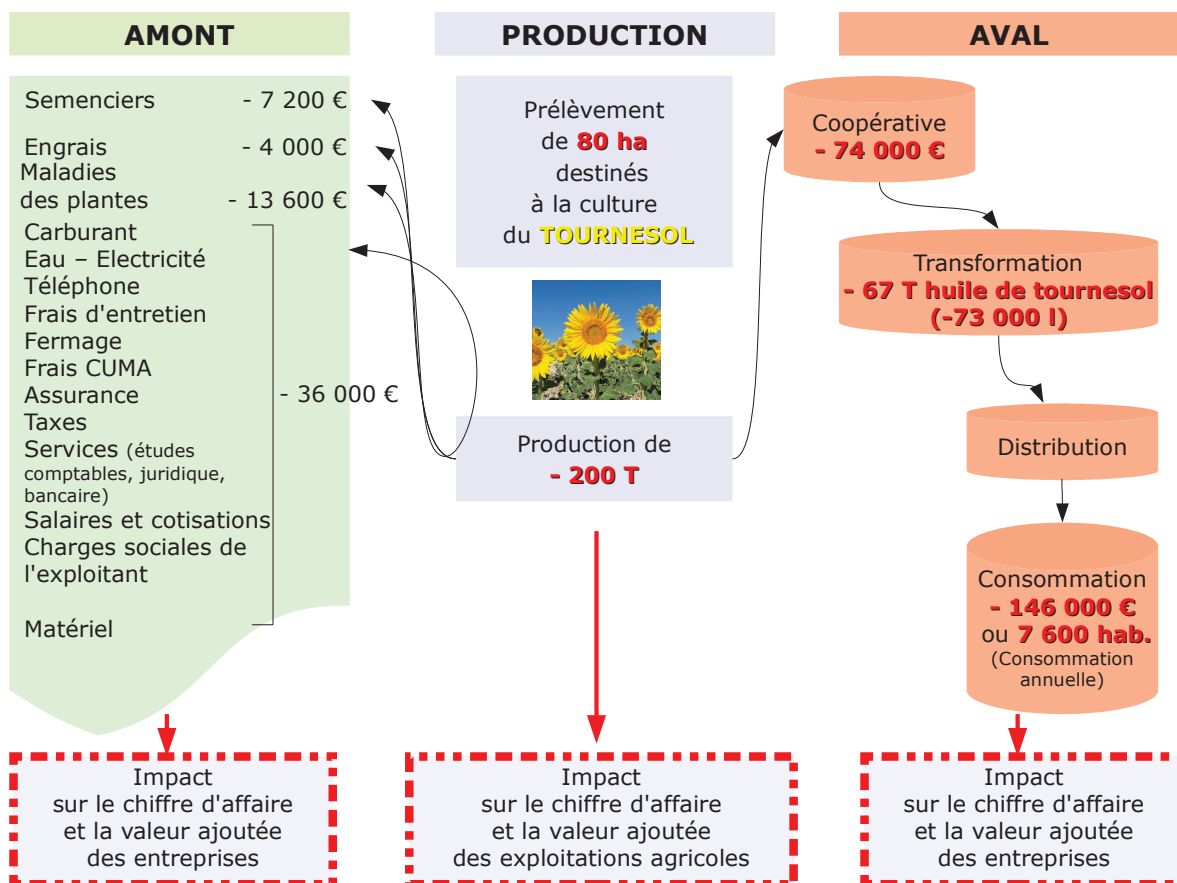 AMONT
Semenciers - 7 200 €
Engrais - 4 000 €
Maladies
des plantes - 13 600 €
Carburant
Eau – Electricité
Téléphone
Frais d'entretien
Fermage
Frais CUMA
Assurance - 36 000 €
Taxes
Services (études
comptables, juridique,
bancaire)
Salaires et cotisations
Charges sociales de
l'exploitant
Matériel
Impact
sur le chiffre d'affaire
et la valeur ajoutée
des entreprises
PRODUCTION
Prélèvement
de 80 ha
destinés
à la culture
du TOURNESOL
Production de
- 200 T
Impact
sur le chiffre d'affaire
et la valeur ajoutée
des exploitations agricoles
AVAL
Coopérative
- 74 000 €
Transformation
- 67 T huile de tournesol
(-73 000 l)
Distribution
Consommation
- 146 000 €
ou 7 600 hab.
(Consommation
annuelle)
Impact
sur le chiffre d'affaire
et la valeur ajoutée
des entreprises